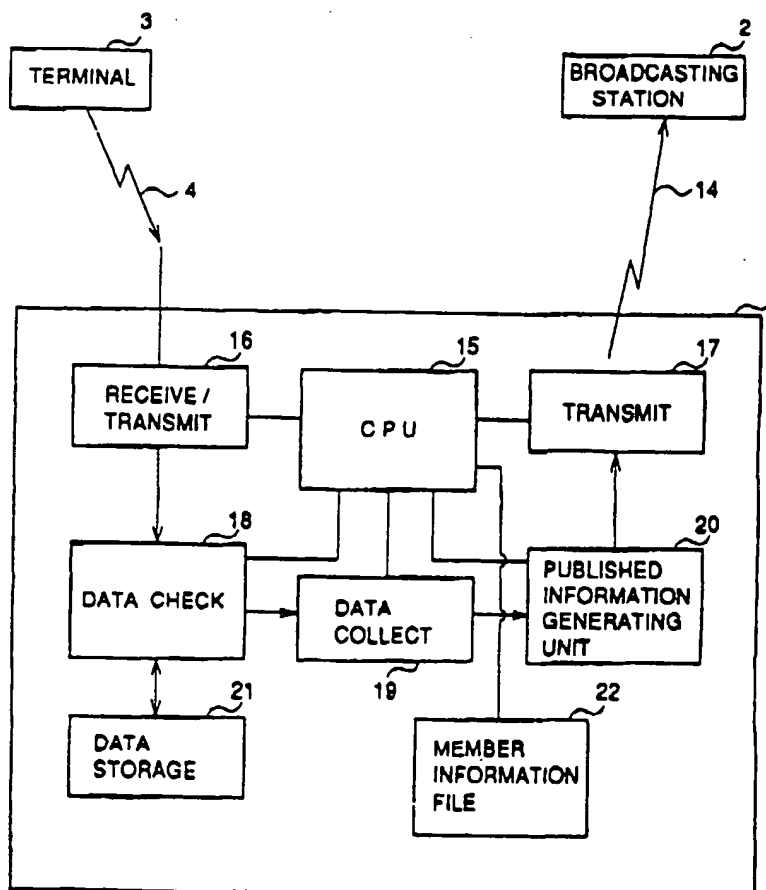 3
TERMINAL
2
BROADCASTING
STATION
4
14
16
RECEIVE /
TRANSMIT
15
CPU
17
TRANSMIT
18
DATA CHECK
DATA
COLLECT
19
20
PUBLISHED
INFORMATION
GENERATING
UNIT
21
DATA
STORAGE
22
MEMBER
INFORMATION
FILE